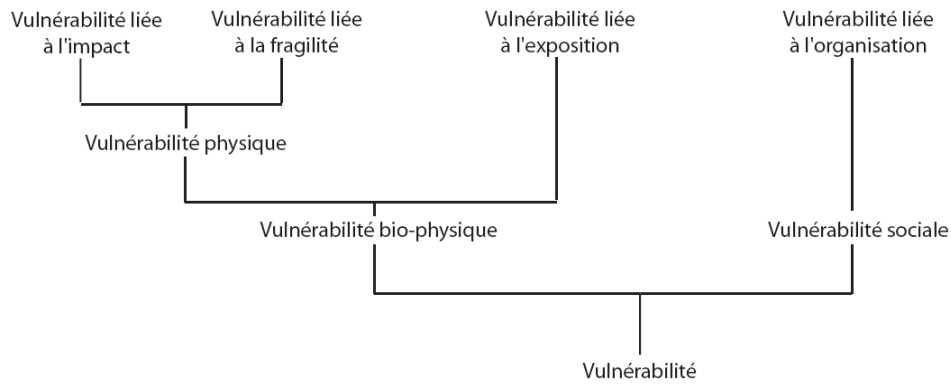 Vulnérabilité liée
à l'impact
Vulnérabilité liée
à la fragilité
Vulnérabilité liée
à l'exposition
Vulnérabilité liée
à l'organisation
Vulnérabilité physique
Vulnérabilité bio-physique
Vulnérabilité sociale
Vulnérabilité